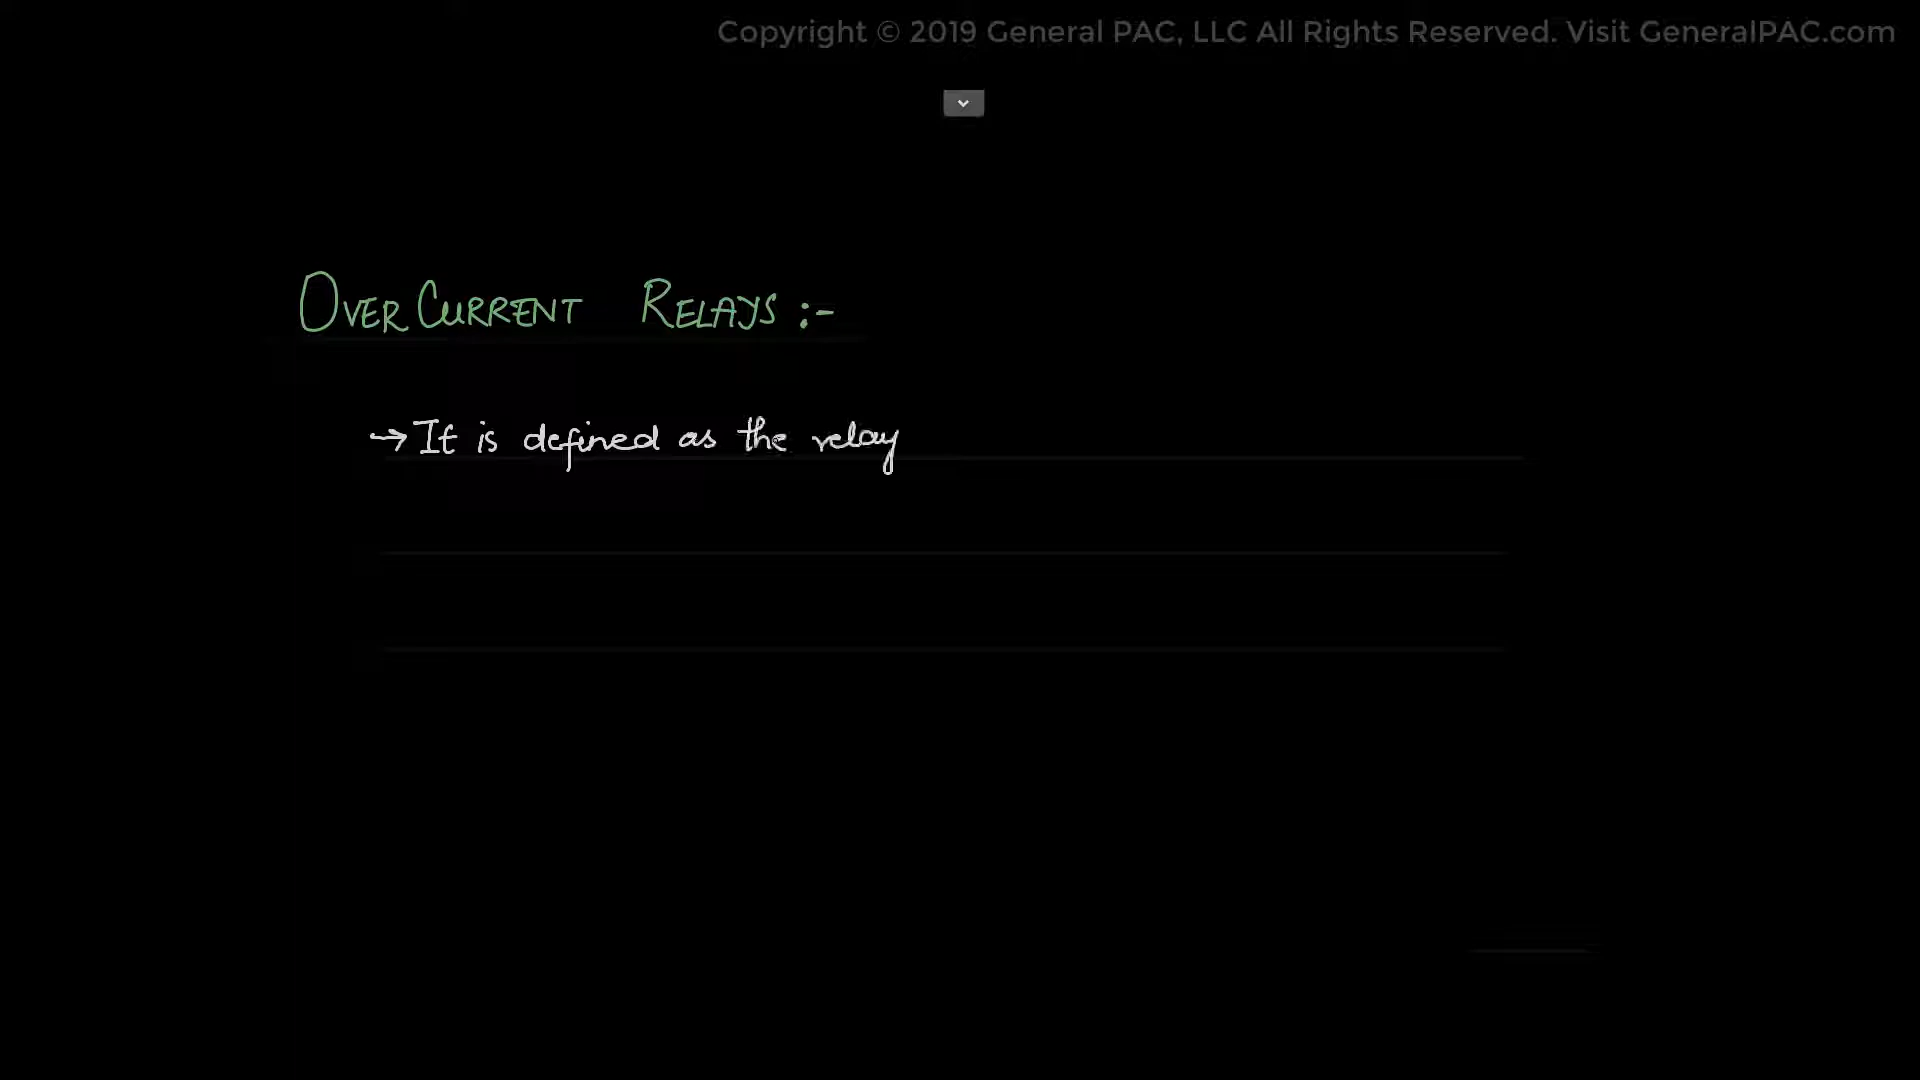 Copyright © 2019 General PAC, LLC All Rights Reserved. Visit GeneralPAC.com
OVER CURRENT RELAYS :-
→ It is defined as the relay